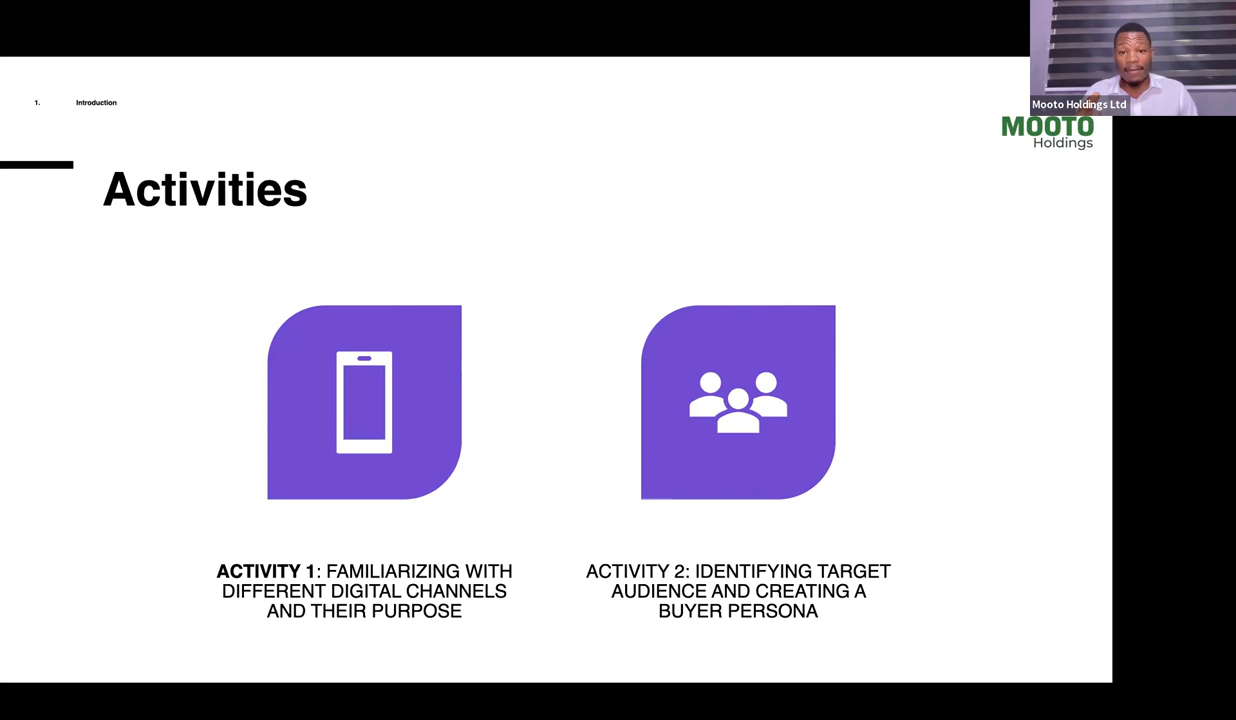 1. Introduction
Mooto Holdings Ltd
MOOTO
Holdings
Activities
ACTIVITY 1: FAMILIARIZING WITH
DIFFERENT DIGITAL CHANNELS
AND THEIR PURPOSE
ACTIVITY 2: IDENTIFYING TARGET
AUDIENCE AND CREATING A
BUYER PERSONA